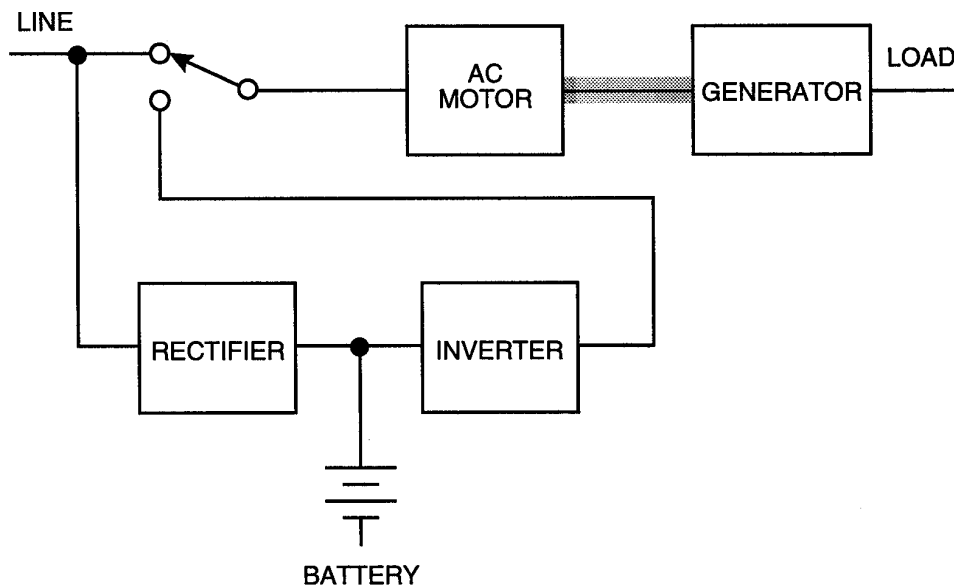 LINE
AC
MOTOR
GENERATOR
LOAD
RECTIFIER
INVERTER
BATTERY